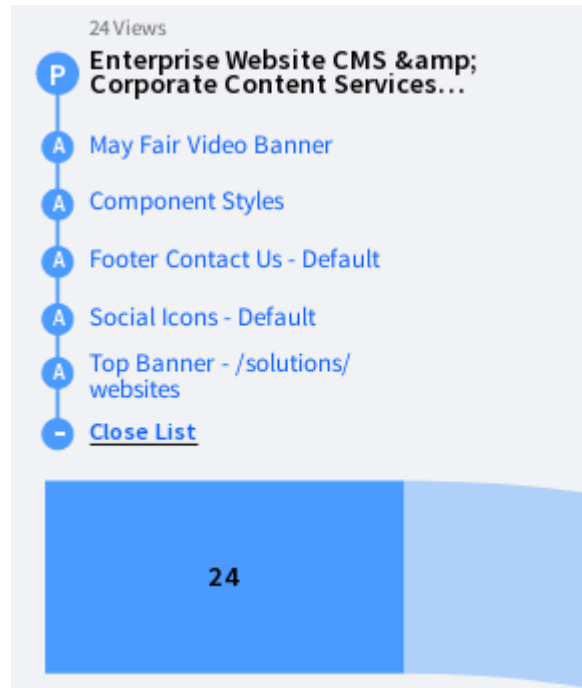 24 Views
P
Enterprise Website CMS &amp;
Corporate Content Services...
A May Fair Video Banner
A Component Styles
A Footer Contact Us - Default
A Social Icons - Default
A Top Banner - /solutions/
websites
- Close List
24